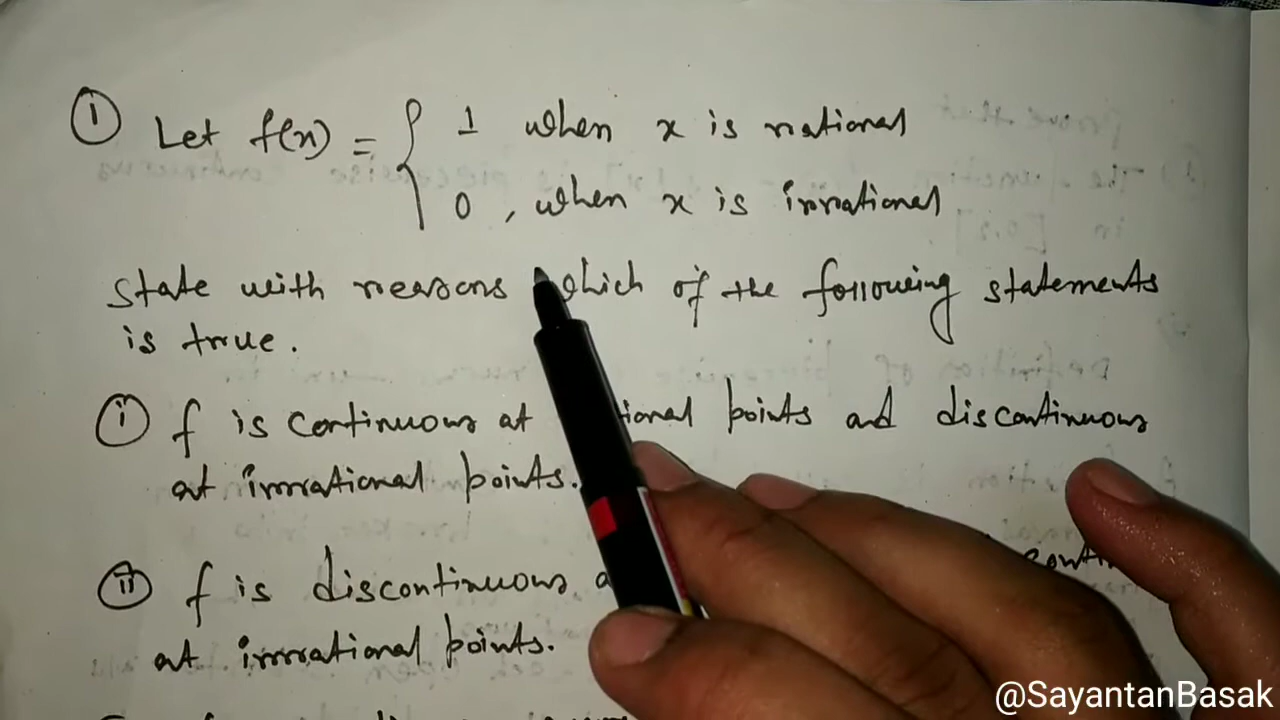 ① Let f(x) = { 1 when x is rational
0, when x is irrational
State with reasons which of the following statements
is true.
(i) f is continuous at points and discontinuous
at irrational points.
(ii) f is discontinuous
at irrational points.
@SayantanBasak